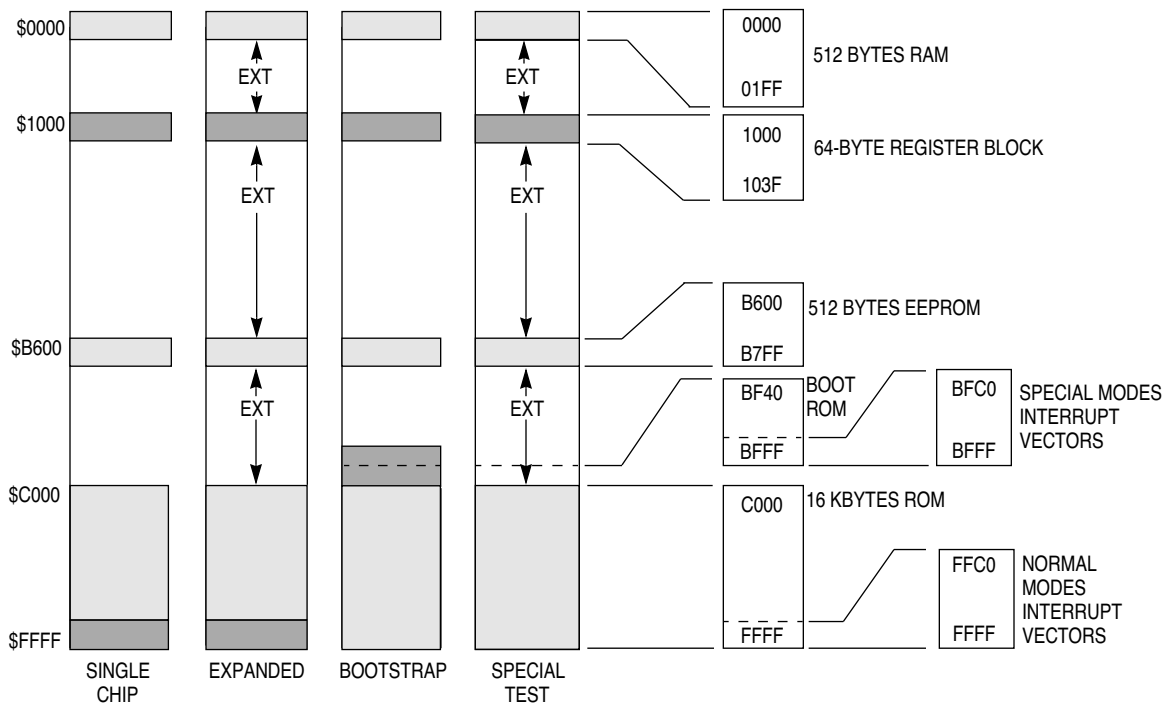 $0000
$1000
$B600
$C000
$FFFF
EXT
EXT
EXT
EXT
EXT
EXT
SINGLE
CHIP
EXPANDED
BOOTSTRAP
SPECIAL
TEST
0000
01FF
512 BYTES RAM
1000
103F
64-BYTE REGISTER BLOCK
B600
B7FF
512 BYTES EEPROM
BF40
BFFF
BOOT
ROM
BFC0
BFFF
SPECIAL MODES
INTERRUPT
VECTORS
C000
FFFF
16 KBYTES ROM
FFC0
FFFF
NORMAL
MODES
INTERRUPT
VECTORS